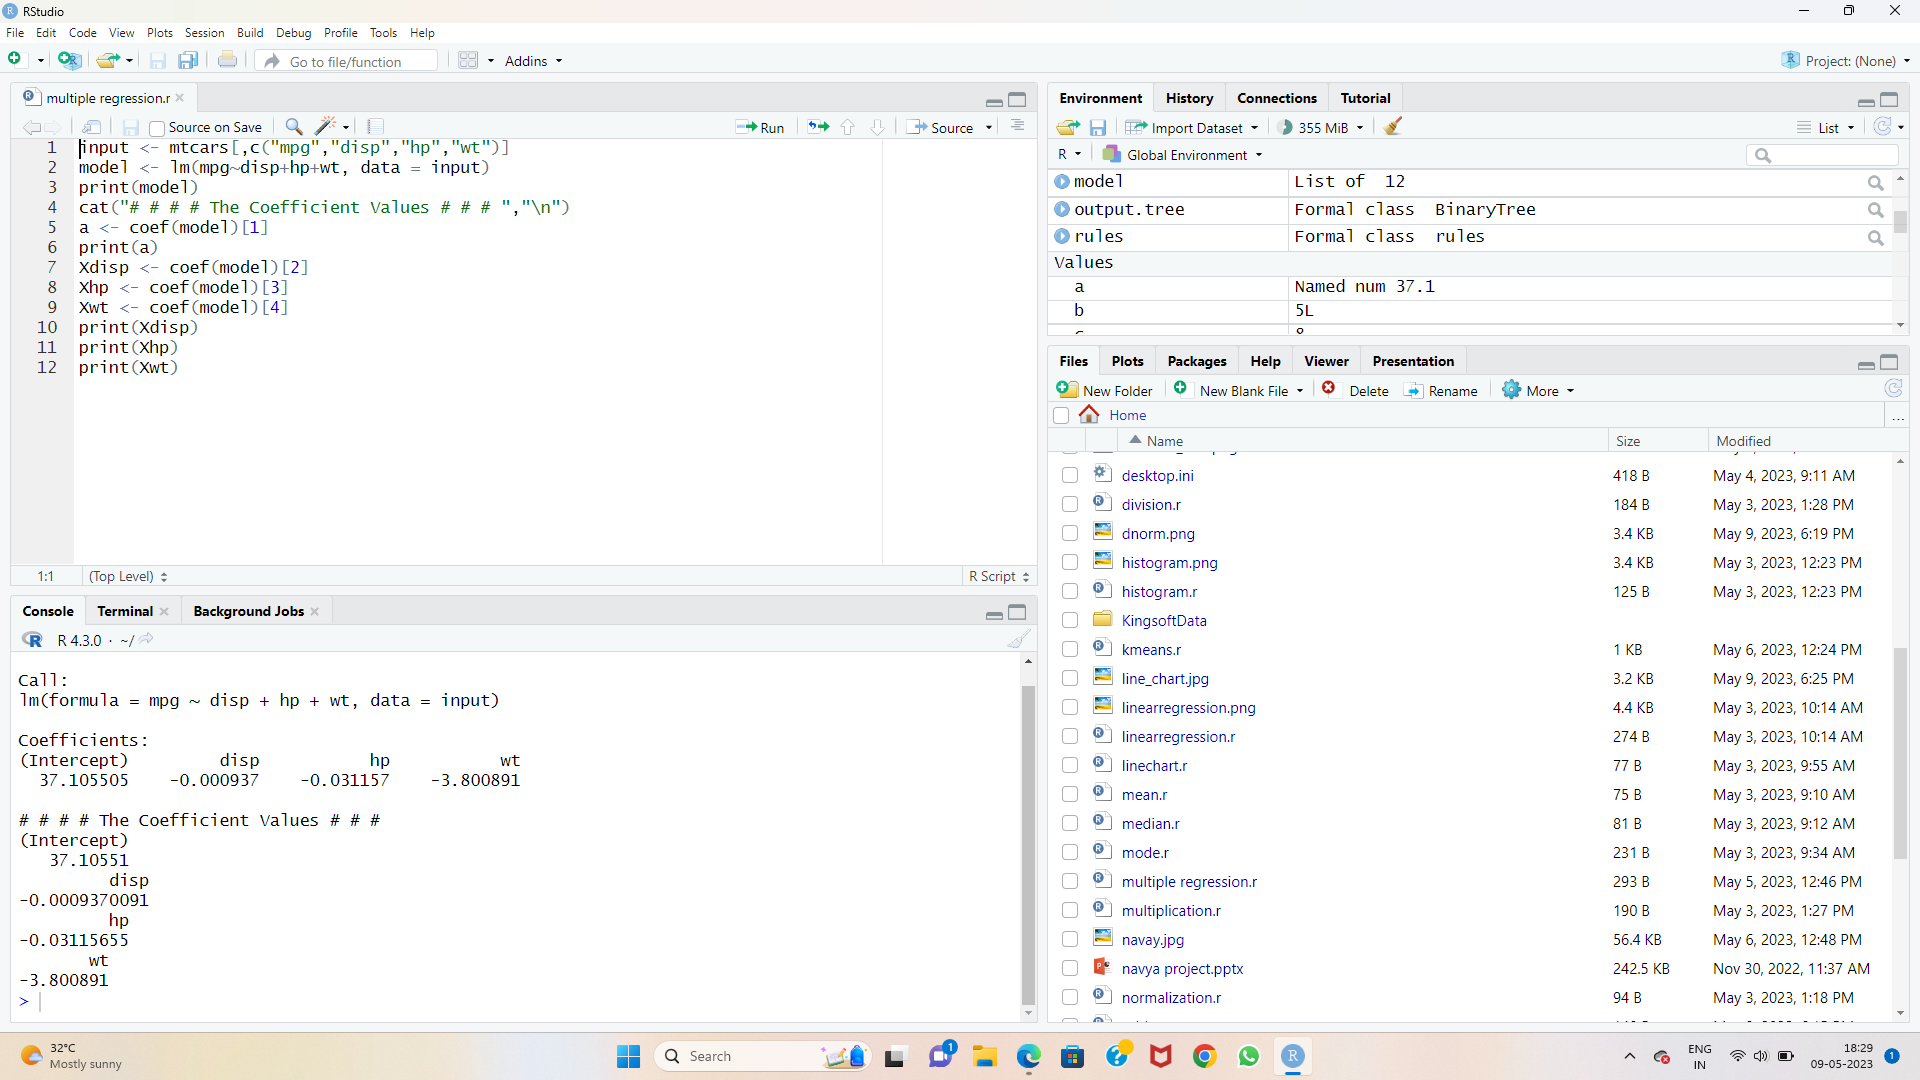 RStudio
File Edit Code View Plots Session Build Debug Profile Tools Help
Go to file/function
Addins
Project: (None)
multiple regression.r
Source on Save
Run
Source
1 input <- mtcars[,c("mpg","disp","hp","wt")]
2 model <- lm(mpg~disp+hp+wt, data = input)
3 print(model)
4 cat("# # # # The Coefficient Values # # # ","\n")
5 a <- coef(model)[1]
6 print(a)
7 Xdisp <- coef(model)[2]
8 Xhp <- coef(model)[3]
9 Xwt <- coef(model)[4]
10 print(Xdisp)
11 print(Xhp)
12 print(Xwt)
1:1 (Top Level) R Script
Console Terminal Background Jobs
R 4.3.0 · ~/
Call:
lm(formula = mpg ~ disp + hp + wt, data = input)
Coefficients:
(Intercept) disp hp wt
37.105505 -0.000937 -0.031157 -3.800891
# # # # The Coefficient Values # # #
(Intercept)
37.10551
disp
-0.0009370091
hp
-0.03115655
wt
-3.800891
>
Environment History Connections Tutorial
Import Dataset 355 MiB List
R Global Environment
model List of 12
output.tree Formal class BinaryTree
rules Formal class rules
Values
a Named num 37.1
b 5L
Files Plots Packages Help Viewer Presentation
New Folder New Blank File Delete Rename More
Home ...
Name Size Modified
desktop.ini 418 B May 4, 2023, 9:11 AM
division.r 184 B May 3, 2023, 1:28 PM
dnorm.png 3.4 KB May 9, 2023, 6:19 PM
histogram.png 3.4 KB May 3, 2023, 12:23 PM
histogram.r 125 B May 3, 2023, 12:23 PM
KingsoftData
kmeans.r 1 KB May 6, 2023, 12:24 PM
line_chart.jpg 3.2 KB May 9, 2023, 6:25 PM
linearregression.png 4.4 KB May 3, 2023, 10:14 AM
linearregression.r 274 B May 3, 2023, 10:14 AM
linechart.r 77 B May 3, 2023, 9:55 AM
mean.r 75 B May 3, 2023, 9:10 AM
median.r 81 B May 3, 2023, 9:12 AM
mode.r 231 B May 3, 2023, 9:34 AM
multiple regression.r 293 B May 5, 2023, 12:46 PM
multiplication.r 190 B May 3, 2023, 1:27 PM
navay.jpg 56.4 KB May 6, 2023, 12:48 PM
navya project.pptx 242.5 KB Nov 30, 2022, 11:37 AM
normalization.r 94 B May 3, 2023, 1:18 PM
32°C
Mostly sunny
Search
1
ENG
IN
18:29
09-05-2023
1